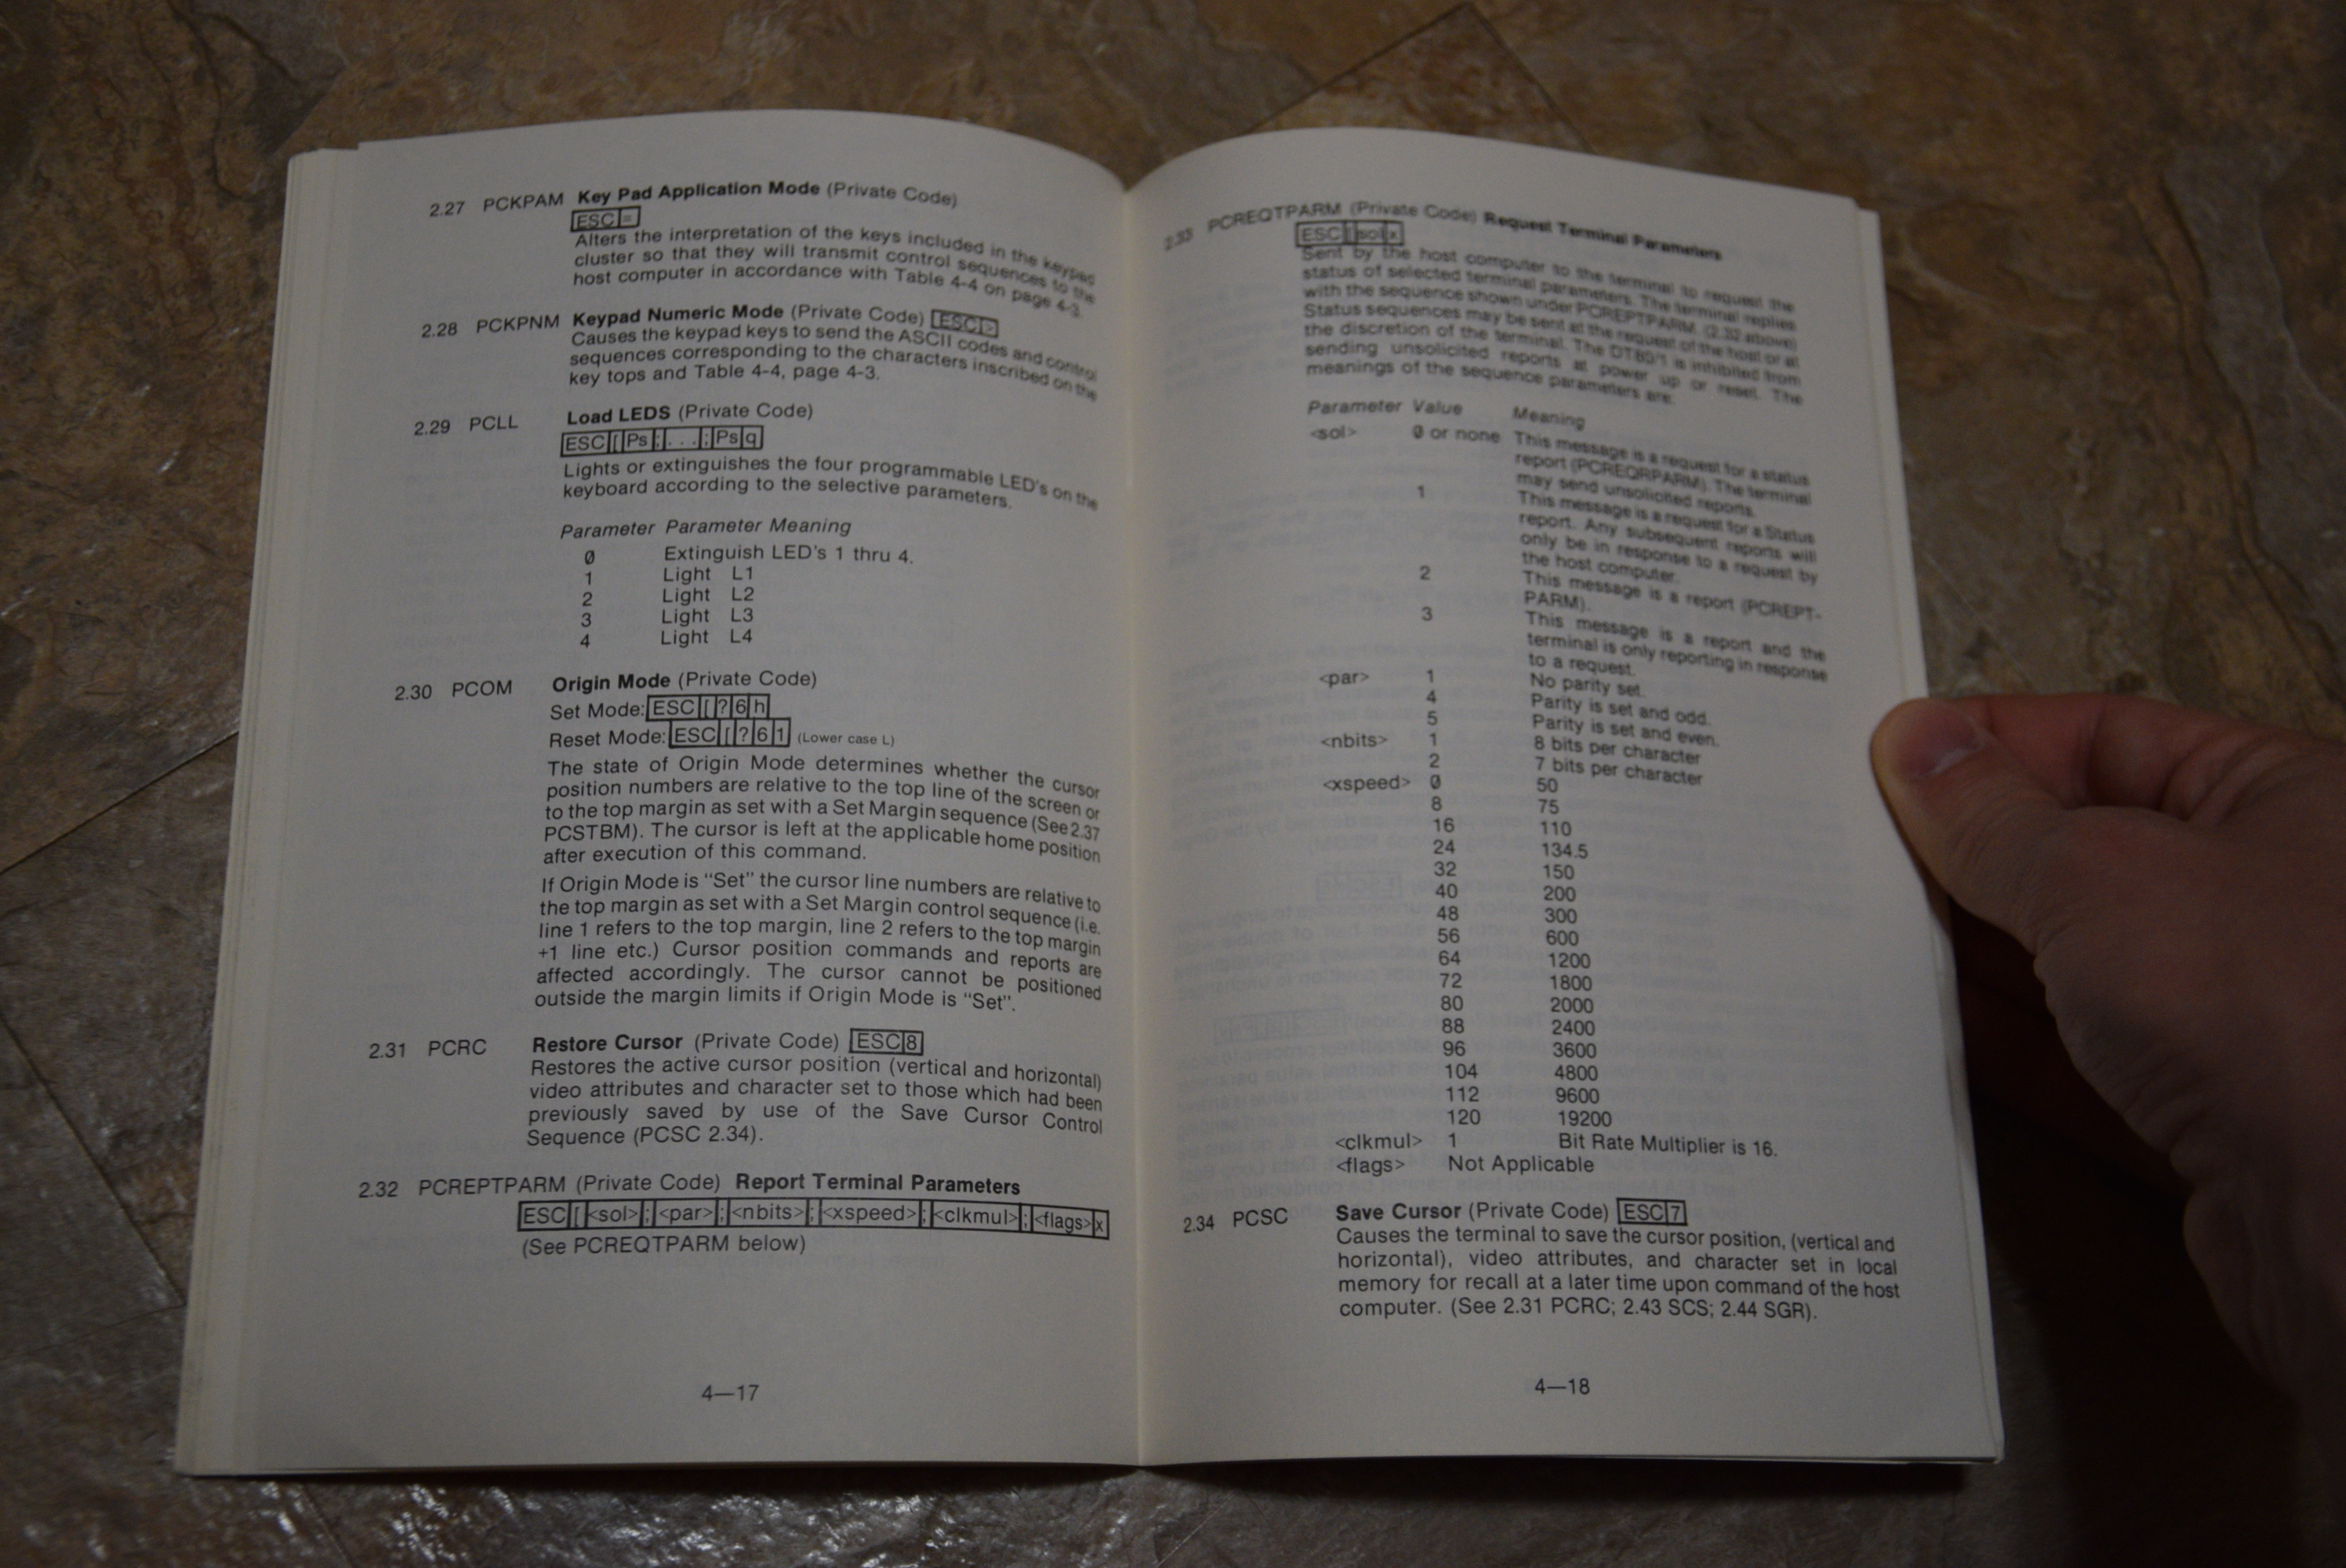 2.27 PCKPAM Key Pad Application Mode (Private Code)
ESC =
Alters the interpretation of the keys included in the keypad
cluster so that they will transmit control sequences to the
host computer in accordance with Table 4-4 on page 4-3.
2.28 PCKPNM Keypad Numeric Mode (Private Code) ESC >
Causes the keypad keys to send the ASCII codes and control
sequences corresponding to the characters inscribed on the
key tops and Table 4-4, page 4-3.
2.29 PCLL Load LEDS (Private Code)
ESC [ Ps ; . . . ; Ps q
Lights or extinguishes the four programmable LED's on the
keyboard according to the selective parameters.
Parameter Parameter Meaning
0 Extinguish LED's 1 thru 4.
1 Light L1
2 Light L2
3 Light L3
4 Light L4
2.30 PCOM Origin Mode (Private Code)
Set Mode: ESC [ ? 6 h
Reset Mode: ESC [ ? 6 1 (Lower case L)
The state of Origin Mode determines whether the cursor
position numbers are relative to the top line of the screen or
to the top margin as set with a Set Margin sequence (See 2.37
PCSTBM). The cursor is left at the applicable home position
after execution of this command.
If Origin Mode is "Set" the cursor line numbers are relative to
the top margin as set with a Set Margin control sequence (i.e.
line 1 refers to the top margin, line 2 refers to the top margin
+1 line etc.) Cursor position commands and reports are
affected accordingly. The cursor cannot be positioned
outside the margin limits if Origin Mode is "Set".
2.31 PCRC Restore Cursor (Private Code) ESC 8
Restores the active cursor position (vertical and horizontal)
video attributes and character set to those which had been
previously saved by use of the Save Cursor Control
Sequence (PCSC 2.34).
2.32 PCREPTPARM (Private Code) Report Terminal Parameters
ESC [ <sol> ; <par> ; <nbits> ; <xspeed> ; <clkmul> ; <flags> x
(See PCREQTPARM below)
4—17
2.33 PCREQTPARM (Private Code) Request Terminal Parameters
ESC [ sol x
Sent by the host computer to the terminal to request the
status of selected terminal parameters. The terminal replies
with the sequence shown under PCREPTPARM. (2.32 above)
Status sequences may be sent at the request of the host or at
the discretion of the terminal. The DT80/1 is inhibited from
sending unsolicited reports at power up or reset. The
meanings of the sequence parameters are:
Parameter Value Meaning
<sol> 0 or none This message is a request for a status
report (PCREQRPARM). The terminal
may send unsolicited reports.
1 This message is a request for a Status
report. Any subsequent reports will
only be in response to a request by
the host computer.
2 This message is a report (PCREPT-
PARM).
3 This message is a report and the
terminal is only reporting in response
to a request.
<par> 1 No parity set.
4 Parity is set and odd.
5 Parity is set and even.
<nbits> 1 8 bits per character
2 7 bits per character
<xspeed> 0 50
8 75
16 110
24 134.5
32 150
40 200
48 300
56 600
64 1200
72 1800
80 2000
88 2400
96 3600
104 4800
112 9600
120 19200
<clkmul> 1 Bit Rate Multiplier is 16.
<flags> Not Applicable
2.34 PCSC Save Cursor (Private Code) ESC 7
Causes the terminal to save the cursor position, (vertical and
horizontal), video attributes, and character set in local
memory for recall at a later time upon command of the host
computer. (See 2.31 PCRC; 2.43 SCS; 2.44 SGR).
4—18